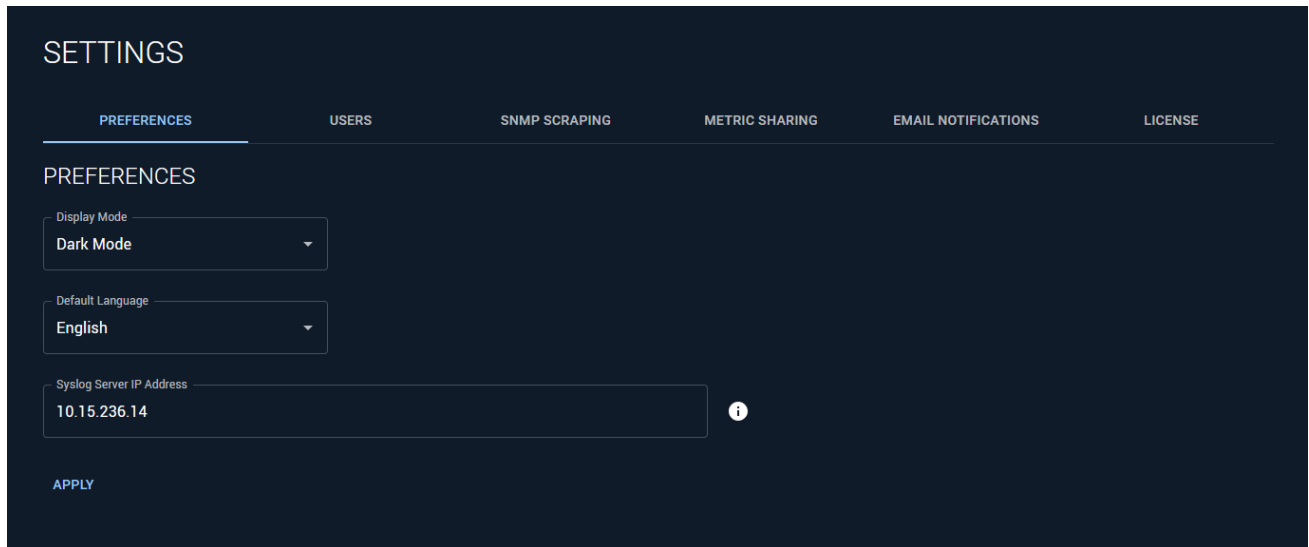 SETTINGS
PREFERENCES USERS SNMP SCRAPING METRIC SHARING EMAIL NOTIFICATIONS LICENSE
PREFERENCES
Display Mode
Dark Mode
Default Language
English
Syslog Server IP Address
10.15.236.14
APPLY